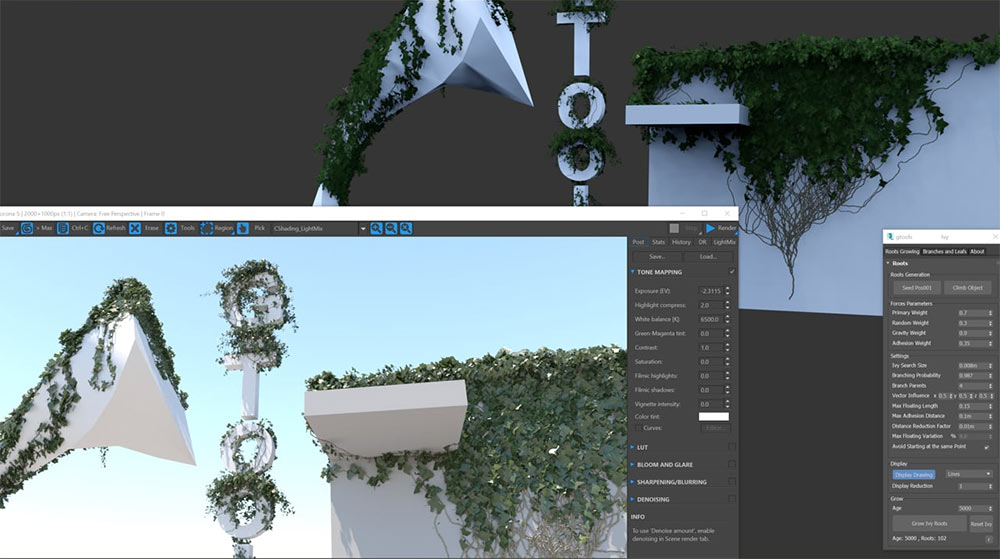 TOO
orona 5 | 2000×1000px (1:1) | Camera: Free Perspective | Frame 0
Save
> Max
Ctrl+C
Refresh
Erase
Tools
Region
Pick
CShading_LightMix
Stop
Render
Post Stats History DR LightMix
Save... Load...
TONE MAPPING
Exposure (EV): -2.3115
Highlight compress: 2.0
White balance [K]: 6500.0
Green-Magenta tint: 0.0
Contrast: 1.0
Saturation: 0.0
Filmic highlights: 0.0
Filmic shadows: 0.0
Vignette intensity: 0.0
Color tint:
Curves: Editor...
LUT
BLOOM AND GLARE
SHARPENING/BLURRING
DENOISING
INFO
To use 'Denoise amount', enable
denoising in Scene render tab.
GTOO
gtools Ivy
Roots Growing Branches and Leafs About
Roots
Roots Generation
Seed Pos001 Climb Object
Forces Parameters
Primary Weight 0.7
Random Weight 0.3
Gravity Weight 0.9
Adhesion Weight 0.35
Settings
Ivy Search Size 0.008m
Branching Probability 0.987
Branch Parents 4
Vector Influence x 0.5 y 0.5 z 0.5
Max Floating Length 0.15
Max Adhesion Distance 0.1m
Distance Reduction Factor 0.01m
Max Floating Variation %
Avoid Starting at the same Point
Display
Display Drawing Lines
Display Reduction 1
Grow
Age 5000
Grow Ivy Roots Reset Ivy
Age: 5000 , Roots: 102 r